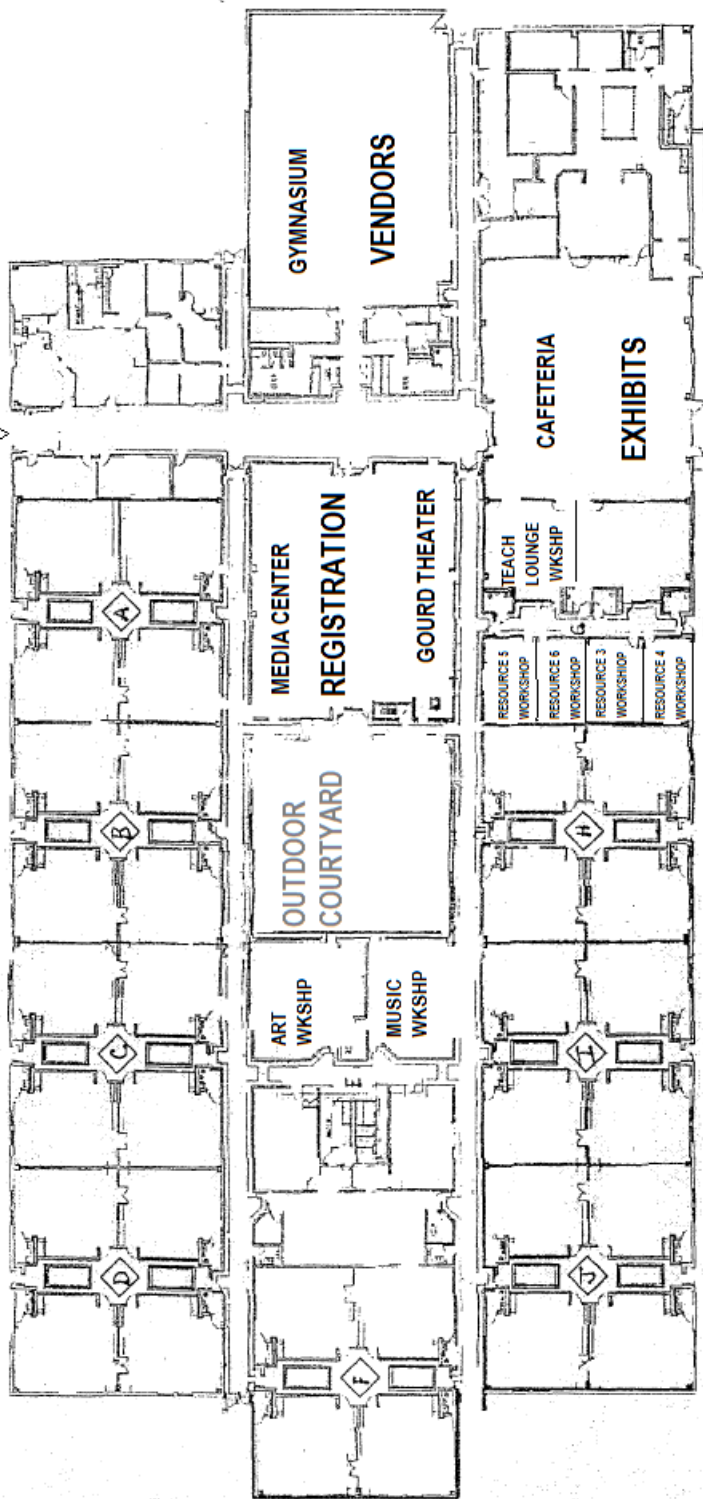 GYMNASIUM
VENDORS
CAFETERIA
EXHIBITS
MEDIA CENTER
REGISTRATION
GOURD THEATER
TEACH
LOUNGE
WKSHP
RESOURCE 5
WORKSHOP
RESOURCE 6
WORKSHOP
RESOURCE 3
WORKSHIOP
RESOURCE 4
WORKSHOP
OUTDOOR
COURTYARD
ART
WKSHP
MUSIC
WKSHP
A
B
C
D
E
F
G
H
I
J